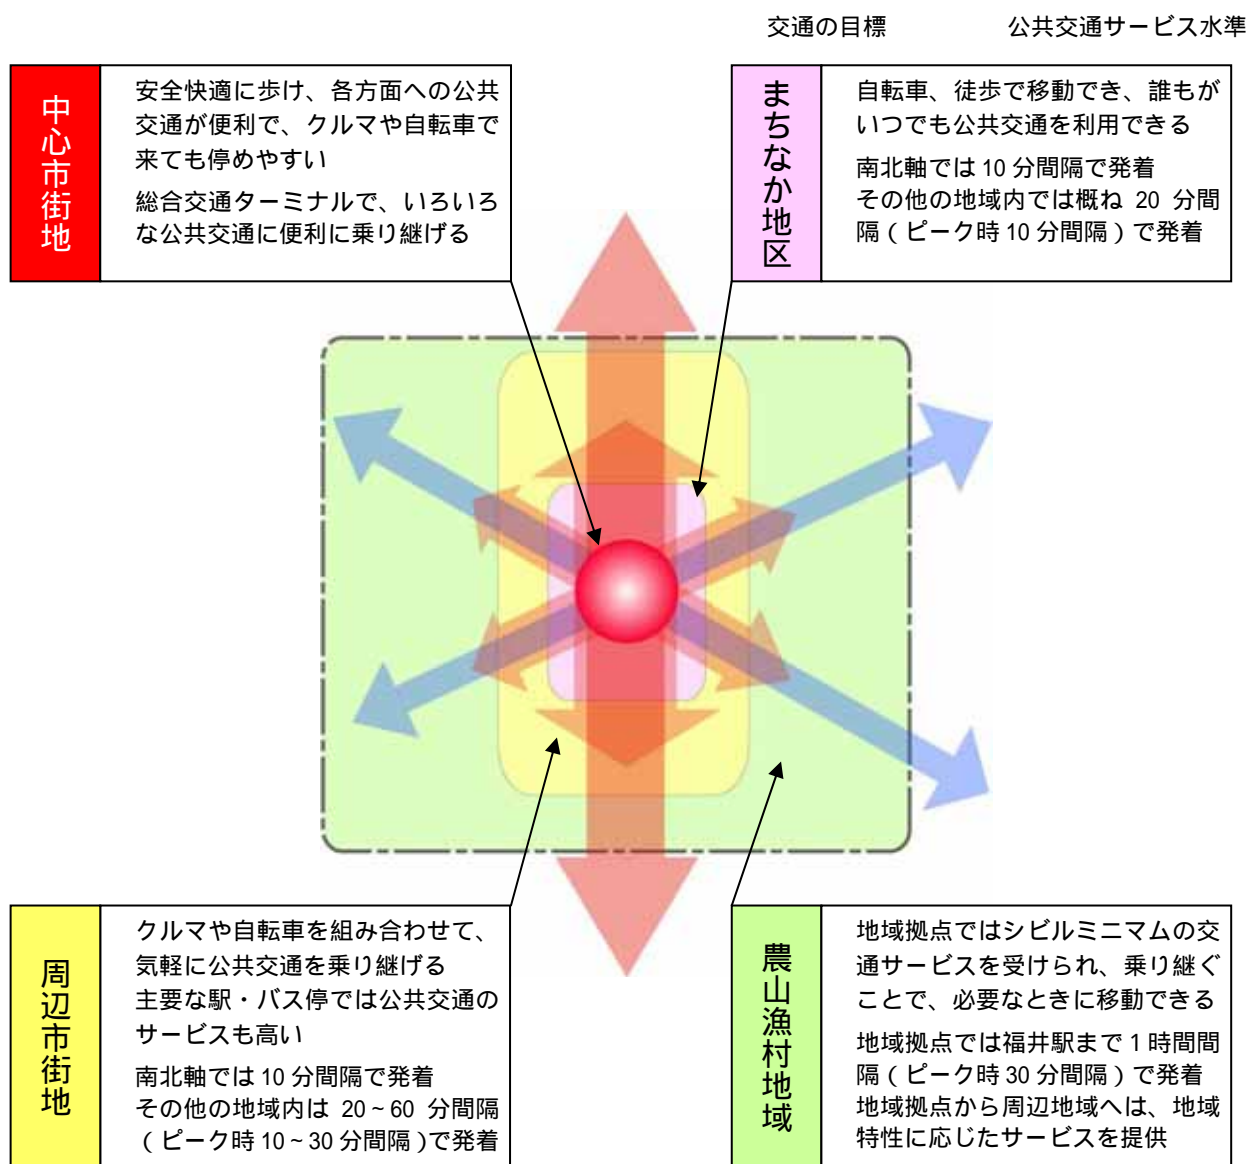 交通の目標　公共交通サービス水準
中心市街地
安全快適に歩け、各方面への公共
交通が便利で、クルマや自転車で
来ても停めやすい
総合交通ターミナルで、いろいろ
な公共交通に便利に乗り継げる
まちなか地区
自転車、徒歩で移動でき、誰もが
いつでも公共交通を利用できる
南北軸では 10 分間隔で発着
その他の地域内では概ね 20 分間
隔（ピーク時 10 分間隔）で発着
周辺市街地
クルマや自転車を組み合わせて、
気軽に公共交通を乗り継げる
主要な駅・バス停では公共交通の
サービスも高い
南北軸では 10 分間隔で発着
その他の地域内は 20～60 分間隔
（ピーク時 10～30 分間隔）で発着
農山漁村地域
地域拠点ではシビルミニマムの交
通サービスを受けられ、乗り継ぐ
ことで、必要なときに移動できる
地域拠点では福井駅まで 1 時間間
隔（ピーク時 30 分間隔）で発着
地域拠点から周辺地域へは、地域
特性に応じたサービスを提供